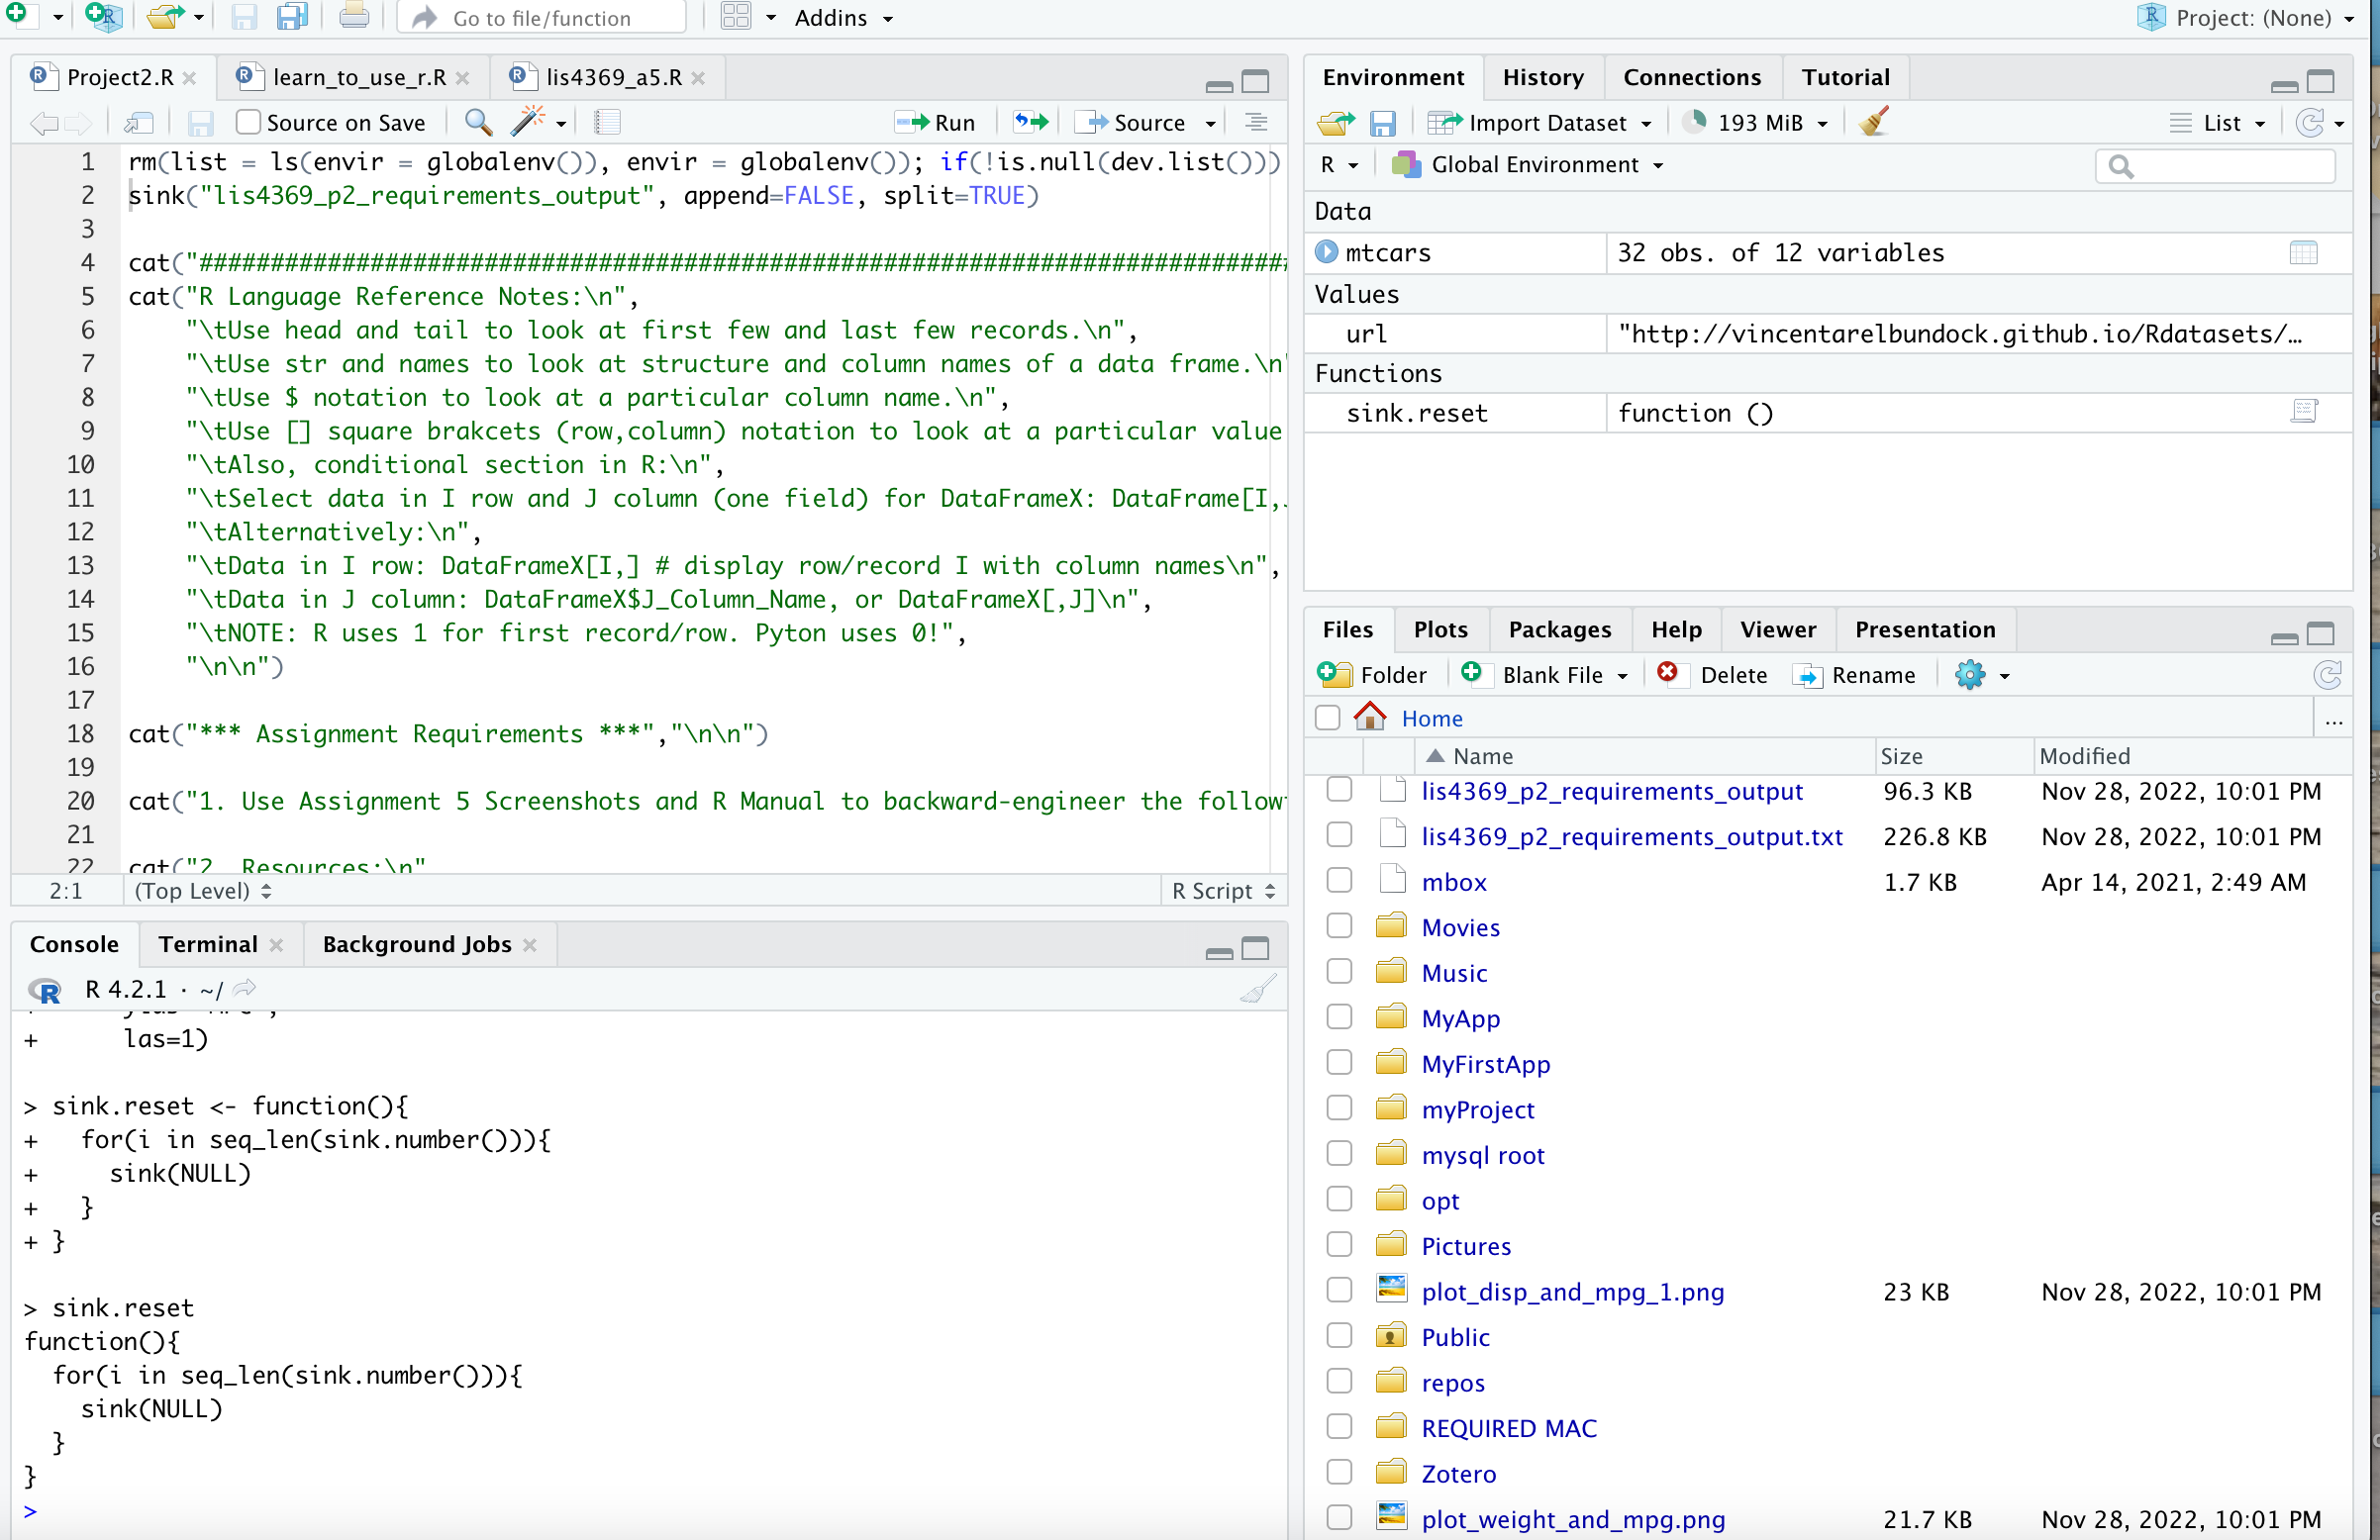 Go to file/function
Addins
Project: (None)
Project2.R
learn_to_use_r.R
lis4369_a5.R
Source on Save
Run
Source
1 rm(list = ls(envir = globalenv()), envir = globalenv()); if(!is.null(dev.list()))
2 sink("lis4369_p2_requirements_output", append=FALSE, split=TRUE)
3
4 cat("############################################################################
5 cat("R Language Reference Notes:\n",
6 "\tUse head and tail to look at first few and last few records.\n",
7 "\tUse str and names to look at structure and column names of a data frame.\n"
8 "\tUse $ notation to look at a particular column name.\n",
9 "\tUse [] square brakcets (row,column) notation to look at a particular value
10 "\tAlso, conditional section in R:\n",
11 "\tSelect data in I row and J column (one field) for DataFrameX: DataFrame[I,
12 "\tAlternatively:\n",
13 "\tData in I row: DataFrameX[I,] # display row/record I with column names\n",
14 "\tData in J column: DataFrameX$J_Column_Name, or DataFrameX[,J]\n",
15 "\tNOTE: R uses 1 for first record/row. Pyton uses 0!",
16 "\n\n")
17
18 cat("*** Assignment Requirements ***","\n\n")
19
20 cat("1. Use Assignment 5 Screenshots and R Manual to backward-engineer the
21
22 cat("2. Resources:\n"
2:1 (Top Level) R Script
Console Terminal Background Jobs
R 4.2.1 · ~/
+ las=1)
> sink.reset <- function(){
+ for(i in seq_len(sink.number())){
+ sink(NULL)
+ }
+ }
> sink.reset
function(){
for(i in seq_len(sink.number())){
sink(NULL)
}
}
>
Environment History Connections Tutorial
Import Dataset 193 MiB List
R Global Environment
Data
mtcars 32 obs. of 12 variables
Values
url "http://vincentarelbundock.github.io/Rdatasets/…
Functions
sink.reset function ()
Files Plots Packages Help Viewer Presentation
Folder Blank File Delete Rename
Home ...
Name Size Modified
lis4369_p2_requirements_output 96.3 KB Nov 28, 2022, 10:01 PM
lis4369_p2_requirements_output.txt 226.8 KB Nov 28, 2022, 10:01 PM
mbox 1.7 KB Apr 14, 2021, 2:49 AM
Movies
Music
MyApp
MyFirstApp
myProject
mysql root
opt
Pictures
plot_disp_and_mpg_1.png 23 KB Nov 28, 2022, 10:01 PM
Public
repos
REQUIRED MAC
Zotero
plot_weight_and_mpg.png 21.7 KB Nov 28, 2022, 10:01 PM